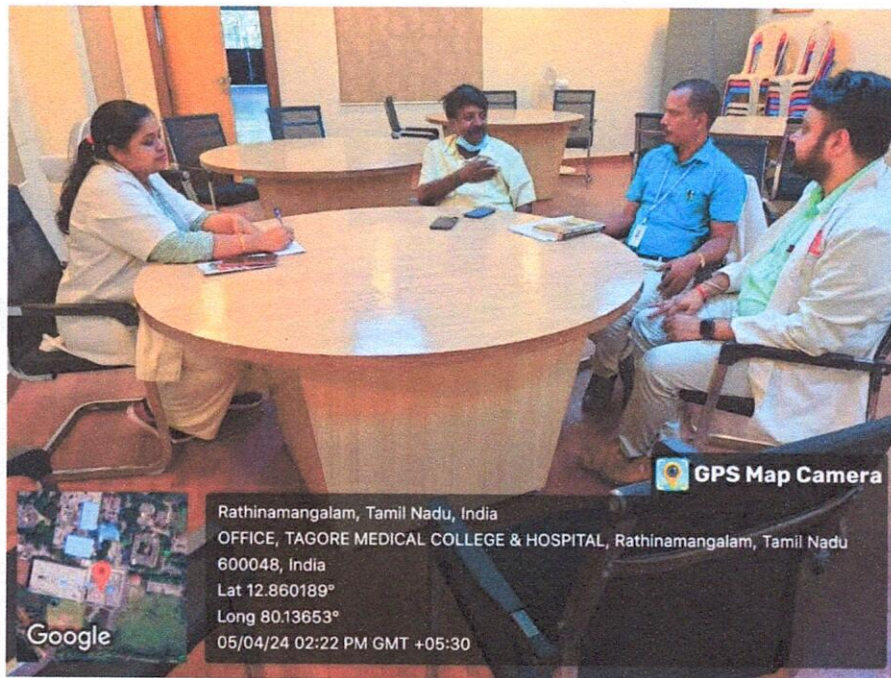 GPS Map Camera
Rathinamangalam, Tamil Nadu, India
OFFICE, TAGORE MEDICAL COLLEGE & HOSPITAL, Rathinamangalam, Tamil Nadu
600048, India
Lat 12.860189°
Long 80.13653°
05/04/24 02:22 PM GMT +05:30
Google